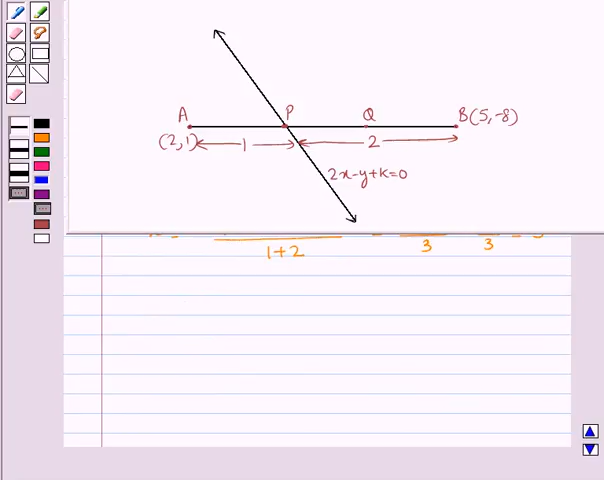 A P Q B(5,-8)
(2,1) 1 2
2x-y+k=0
1+2 3 3